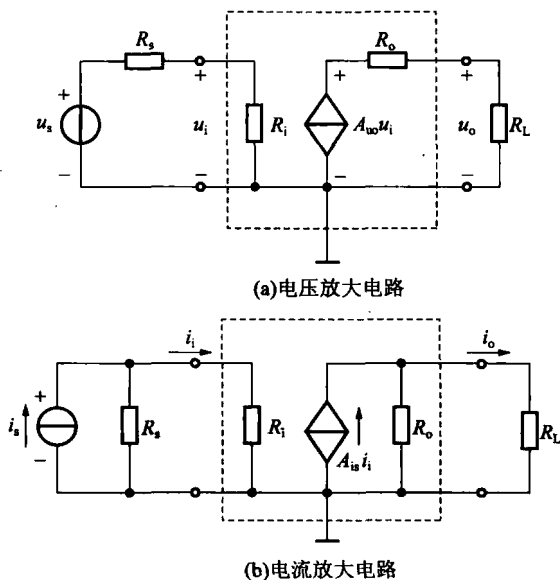 R_s
R_o
+
+
+
+
u_s
u_i
R_i
A_uo u_i
u_o
R_L
−
−
−
−
(a)电压放大电路
i_i
i_o
+
i_s
R_s
R_i
A_is i_i
R_o
R_L
−
(b)电流放大电路